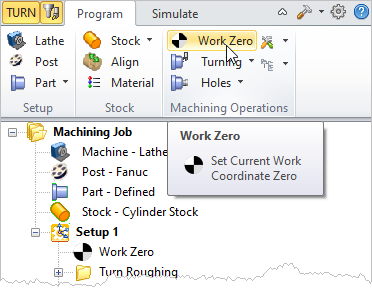 TURN Program Simulate
Lathe Stock Work Zero
Post Align Turning
Part Material Holes
Setup Stock Machining Operations
Machining Job
Work Zero
Machine - Lathe
Set Current Work
Post - Fanuc
Coordinate Zero
Part - Defined
Stock - Cylinder Stock
Setup 1
Work Zero
Turn Roughing